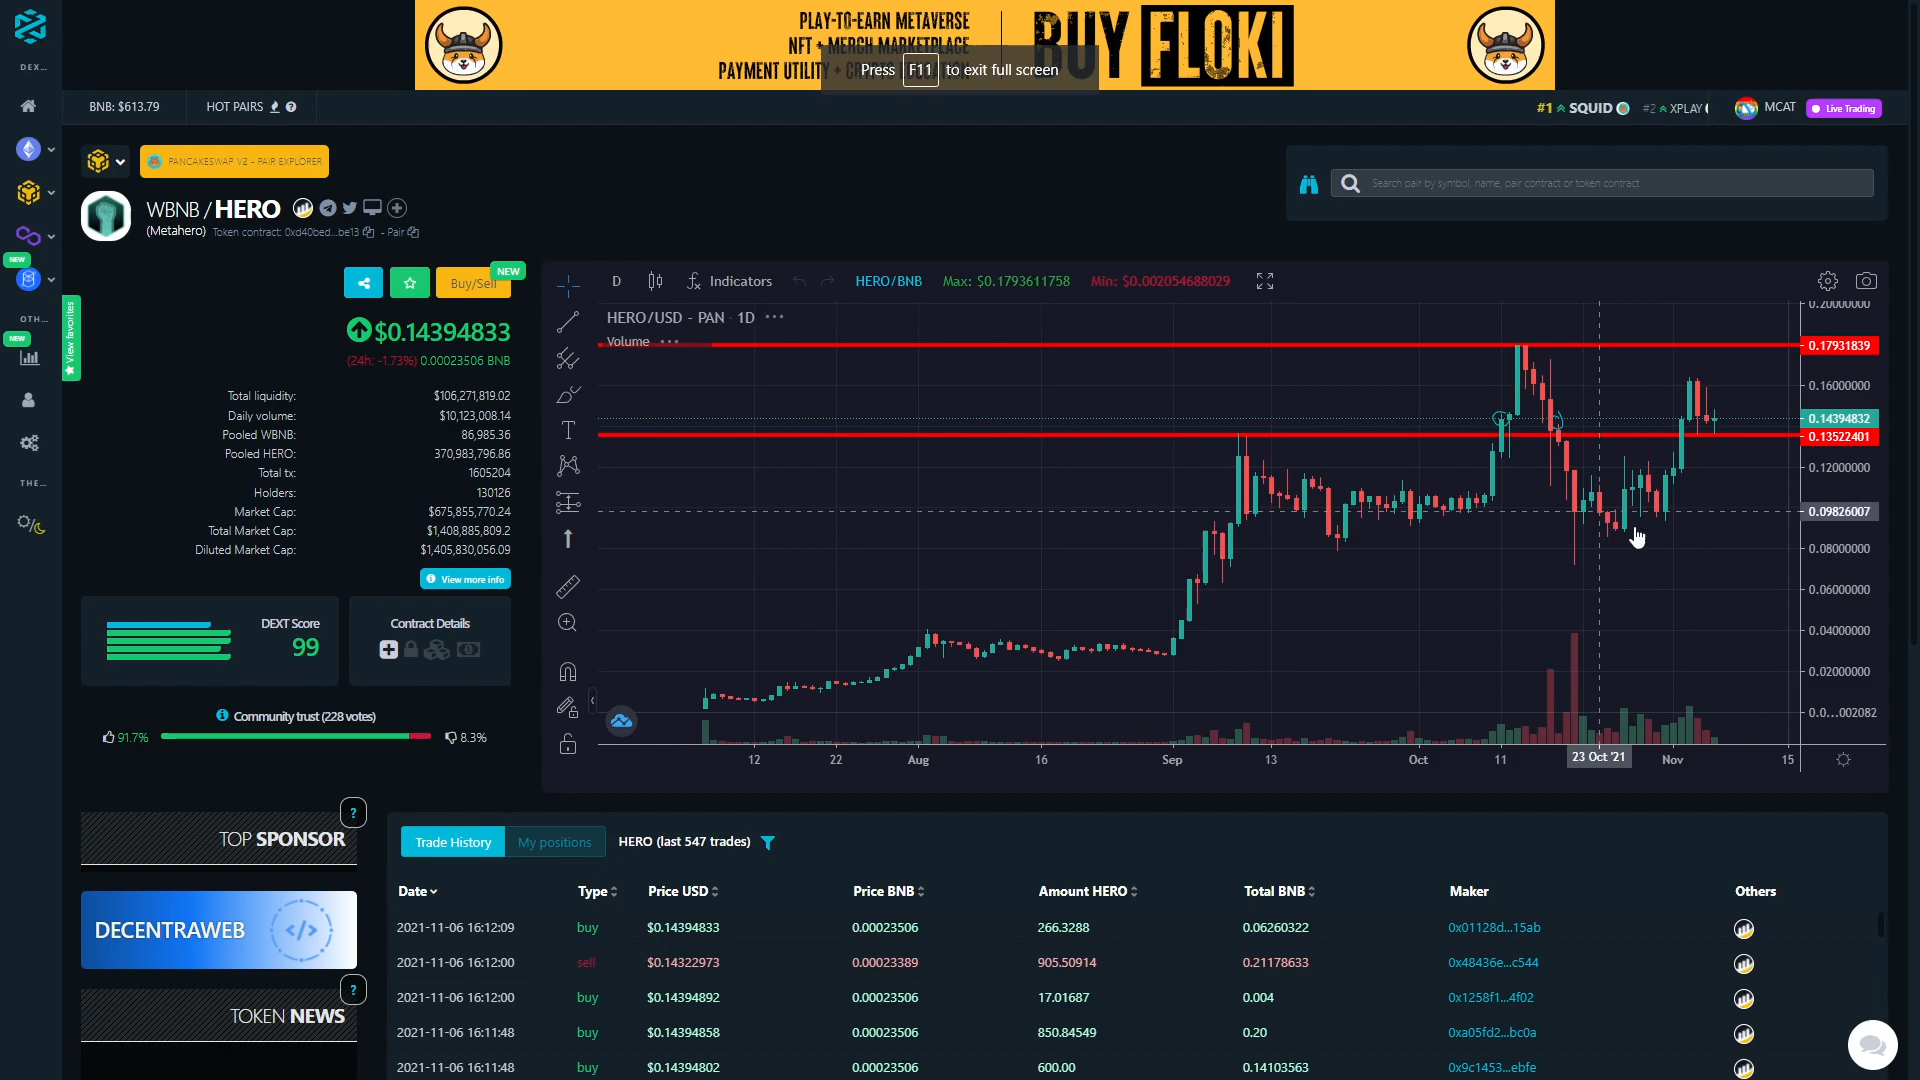 PLAY-TO-EARN METAVERSE
NFT + MERCH MARKETPLACE
PAYMENT UTILITY + CRYPTO EDUCATION
BUY FLOKI
Press F11 to exit full screen
DEX...
BNB: $613.79
HOT PAIRS
#1 SQUID
#2 XPLAY
MCAT
Live Trading
PANCAKESWAP V2 - PAIR EXPLORER
Search pair by symbol, name, pair contract or token contract
WBNB / HERO
(Metahero) Token contract: 0xd40bed...be13 - Pair
NEW
NEW
OTH...
NEW
THE...
View favorites
Buy/Sell
NEW
$0.14394833
(24h: -1.73%) 0.00023506 BNB
Total liquidity: $106,271,819.02
Daily volume: $10,123,008.14
Pooled WBNB: 86,985.36
Pooled HERO: 370,983,796.86
Total tx: 1605204
Holders: 130126
Market Cap: $675,855,770.24
Total Market Cap: $1,408,885,809.2
Diluted Market Cap: $1,405,830,056.09
View more info
DEXT Score
99
Contract Details
Community trust (228 votes)
91.7%
8.3%
D
Indicators
HERO/BNB
Max: $0.1793611758
Min: $0.002054688029
HERO/USD - PAN · 1D
Volume
0.20000000
0.17931839
0.16000000
0.14394832
0.13522401
0.12000000
0.09826007
0.08000000
0.06000000
0.04000000
0.02000000
0.0...002082
12 22 Aug 16 Sep 13 Oct 11 23 Oct '21 Nov 15
TOP SPONSOR
?
DECENTRAWEB
</>
TOKEN NEWS
?
Trade History
My positions
HERO (last 547 trades)
Date Type Price USD Price BNB Amount HERO Total BNB Maker Others
2021-11-06 16:12:09 buy $0.14394833 0.00023506 266.3288 0.06260322 0x01128d...15ab
2021-11-06 16:12:00 sell $0.14322973 0.00023389 905.50914 0.21178633 0x48436e...c544
2021-11-06 16:12:00 buy $0.14394892 0.00023506 17.01687 0.004 0x1258f1...4f02
2021-11-06 16:11:48 buy $0.14394858 0.00023506 850.84549 0.20 0xa05fd2...bc0a
2021-11-06 16:11:48 buy $0.14394802 0.00023506 600.00 0.14103563 0x9c1453...ebfe